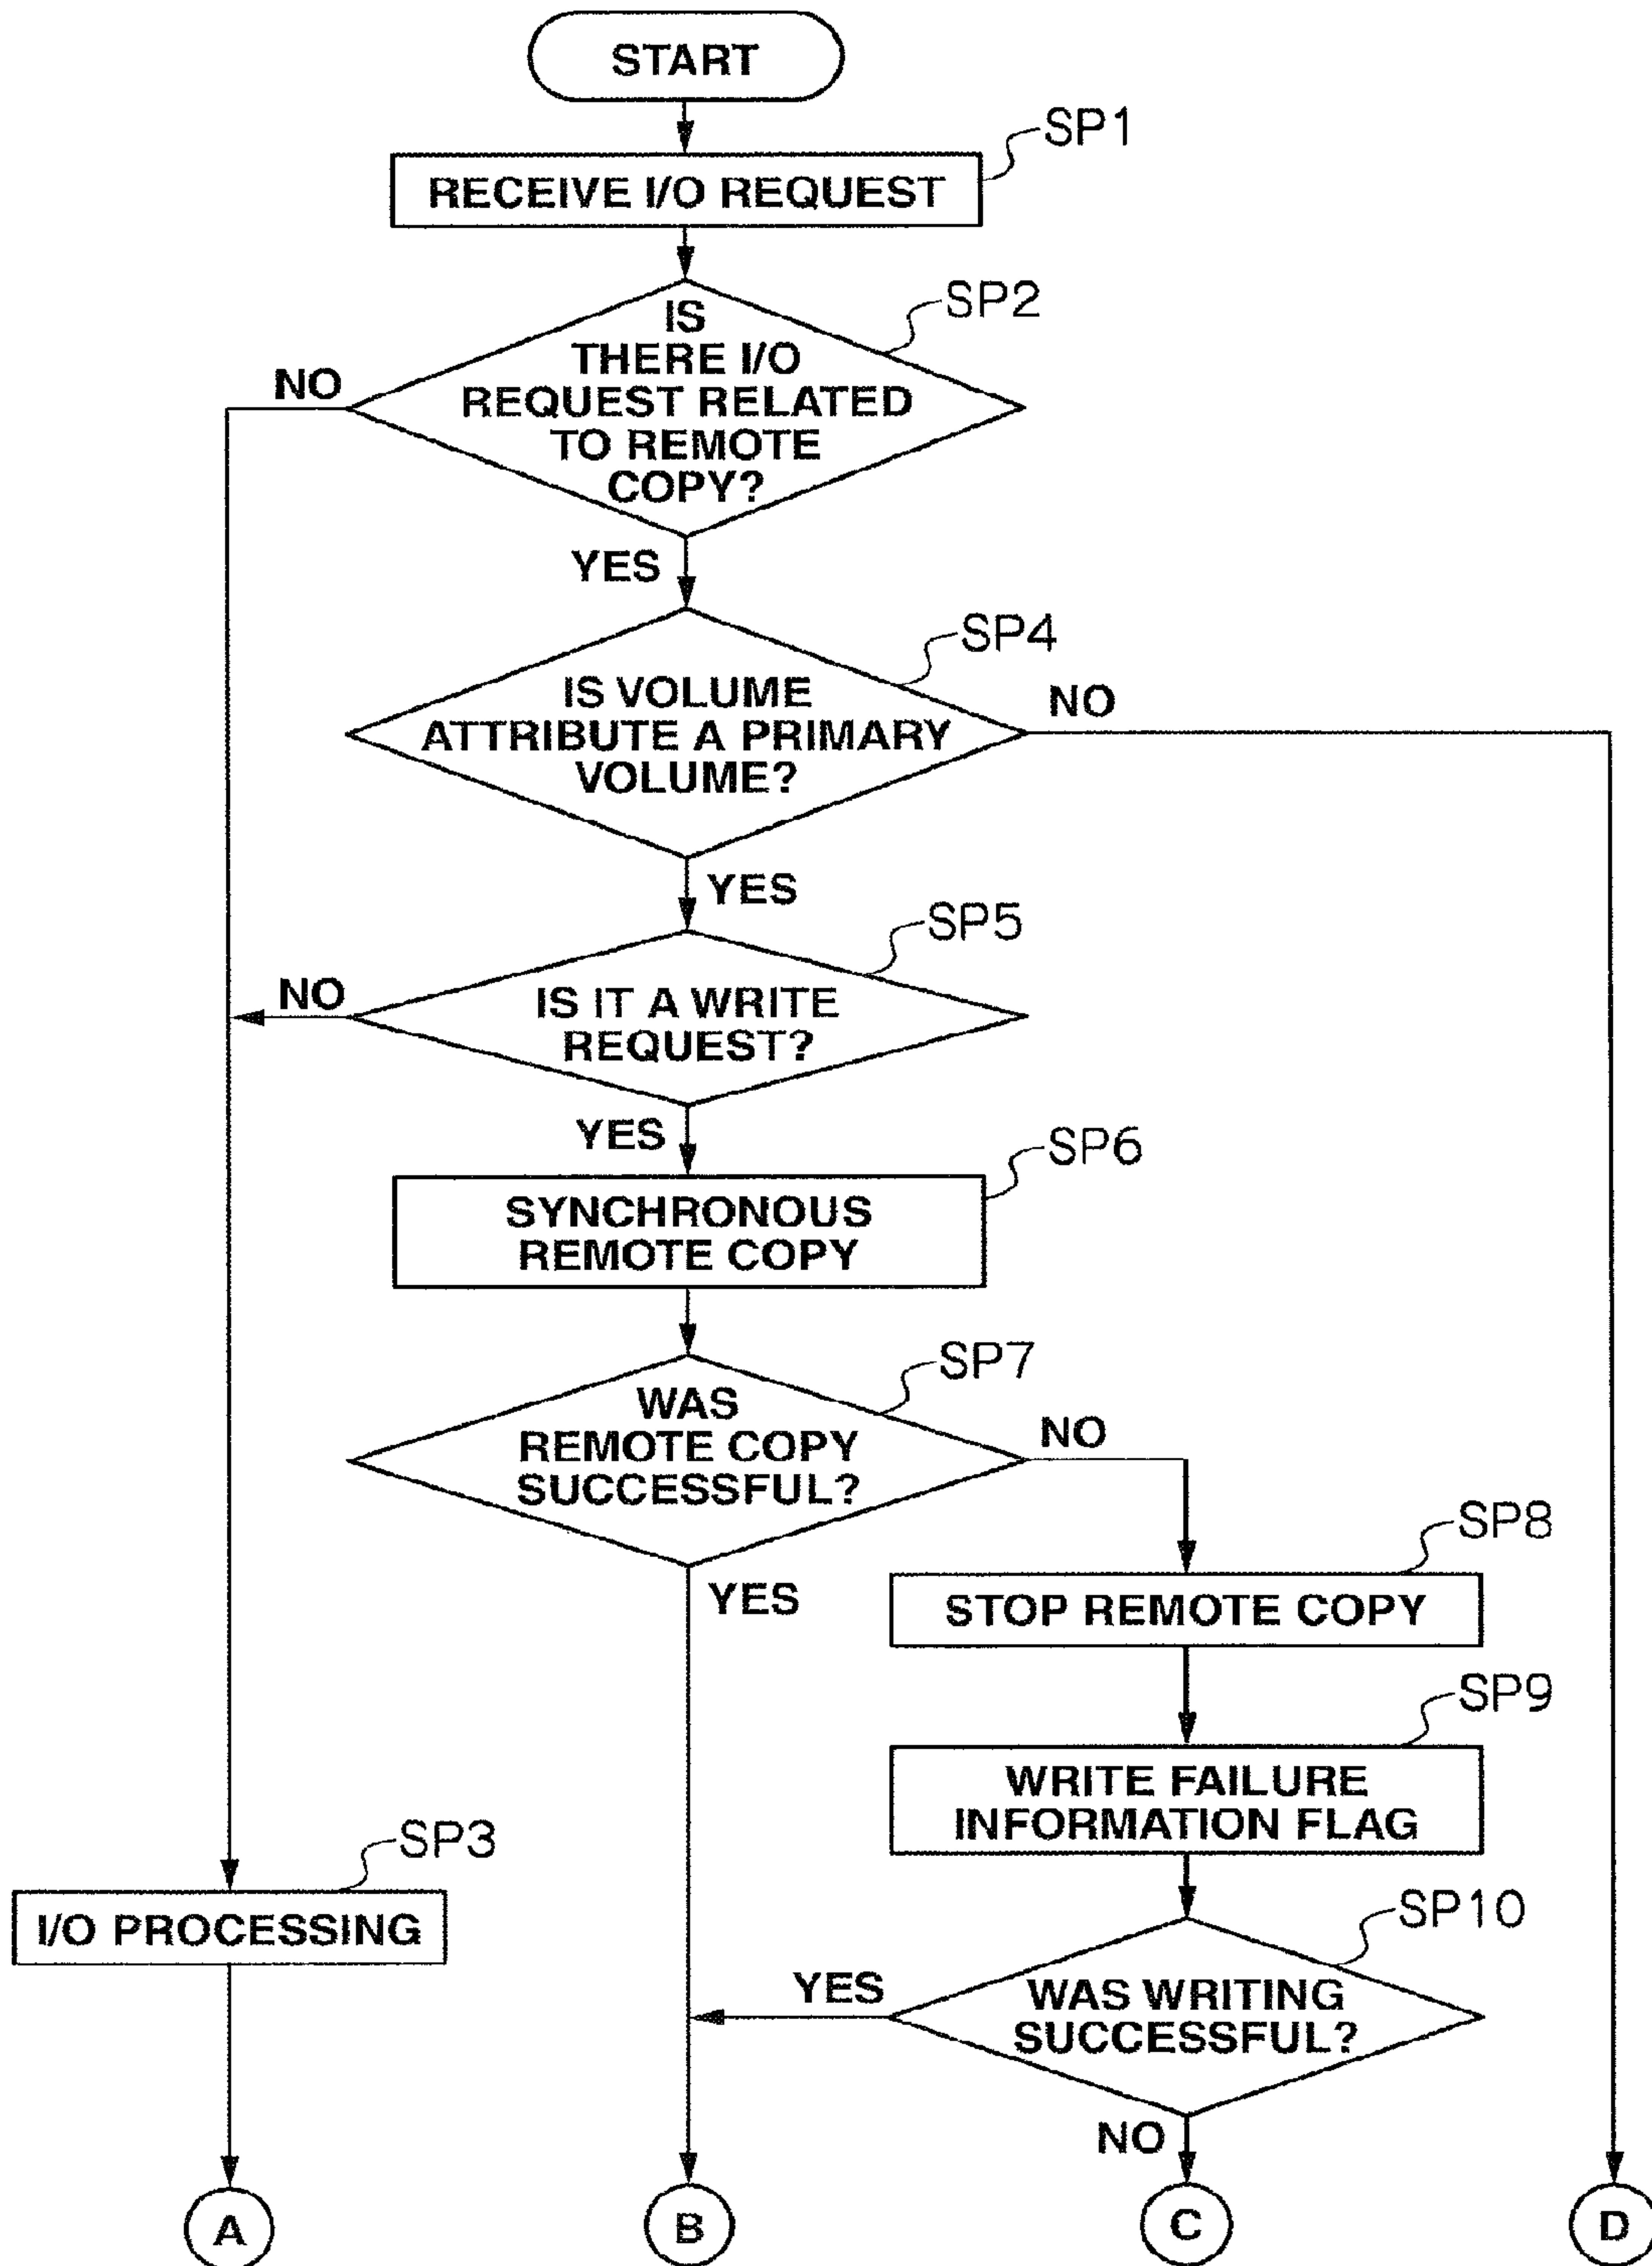 START
SP1
RECEIVE I/O REQUEST
SP2
IS
THERE I/O
REQUEST RELATED
TO REMOTE
COPY?
NO
YES
SP4
IS VOLUME
ATTRIBUTE A PRIMARY
VOLUME?
NO
YES
SP5
IS IT A WRITE
REQUEST?
NO
YES
SP6
SYNCHRONOUS
REMOTE COPY
SP7
WAS
REMOTE COPY
SUCCESSFUL?
NO
YES
SP8
STOP REMOTE COPY
SP9
WRITE FAILURE
INFORMATION FLAG
SP3
I/O PROCESSING
SP10
WAS WRITING
SUCCESSFUL?
YES
NO
A
B
C
D